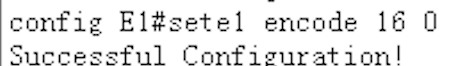 config E1#sete1 encode 16 0
Successful Configuration!